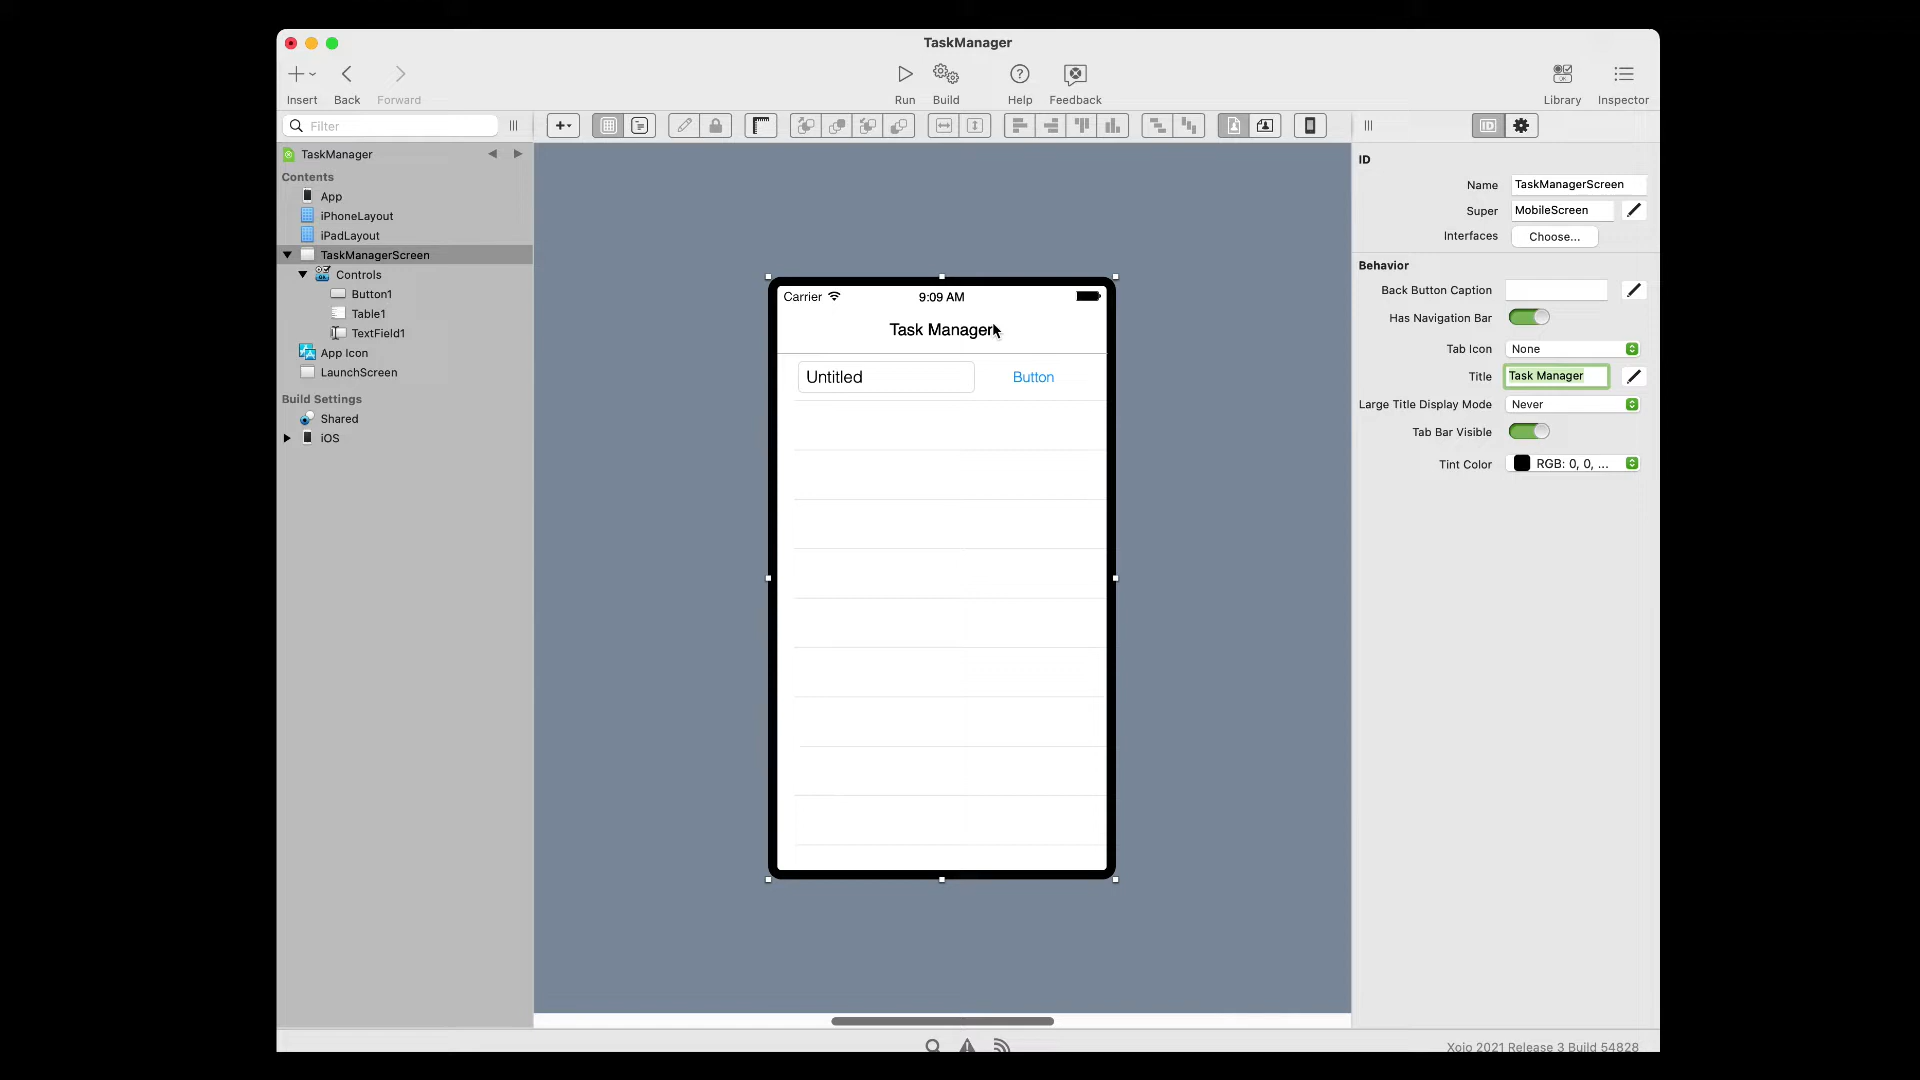 TaskManager
Insert
Back
Forward
Run
Build
Help
Feedback
Library
Inspector
Filter
TaskManager
Contents
App
iPhoneLayout
iPadLayout
TaskManagerScreen
Controls
Button1
Table1
TextField1
App Icon
LaunchScreen
Build Settings
Shared
iOS
Carrier
9:09 AM
Task Manager
Untitled
Button
ID
Name TaskManagerScreen
Super MobileScreen
Interfaces Choose...
Behavior
Back Button Caption
Has Navigation Bar
Tab Icon None
Title Task Manager
Large Title Display Mode Never
Tab Bar Visible
Tint Color RGB: 0, 0, ...
Xojo 2021 Release 3 Build 54828